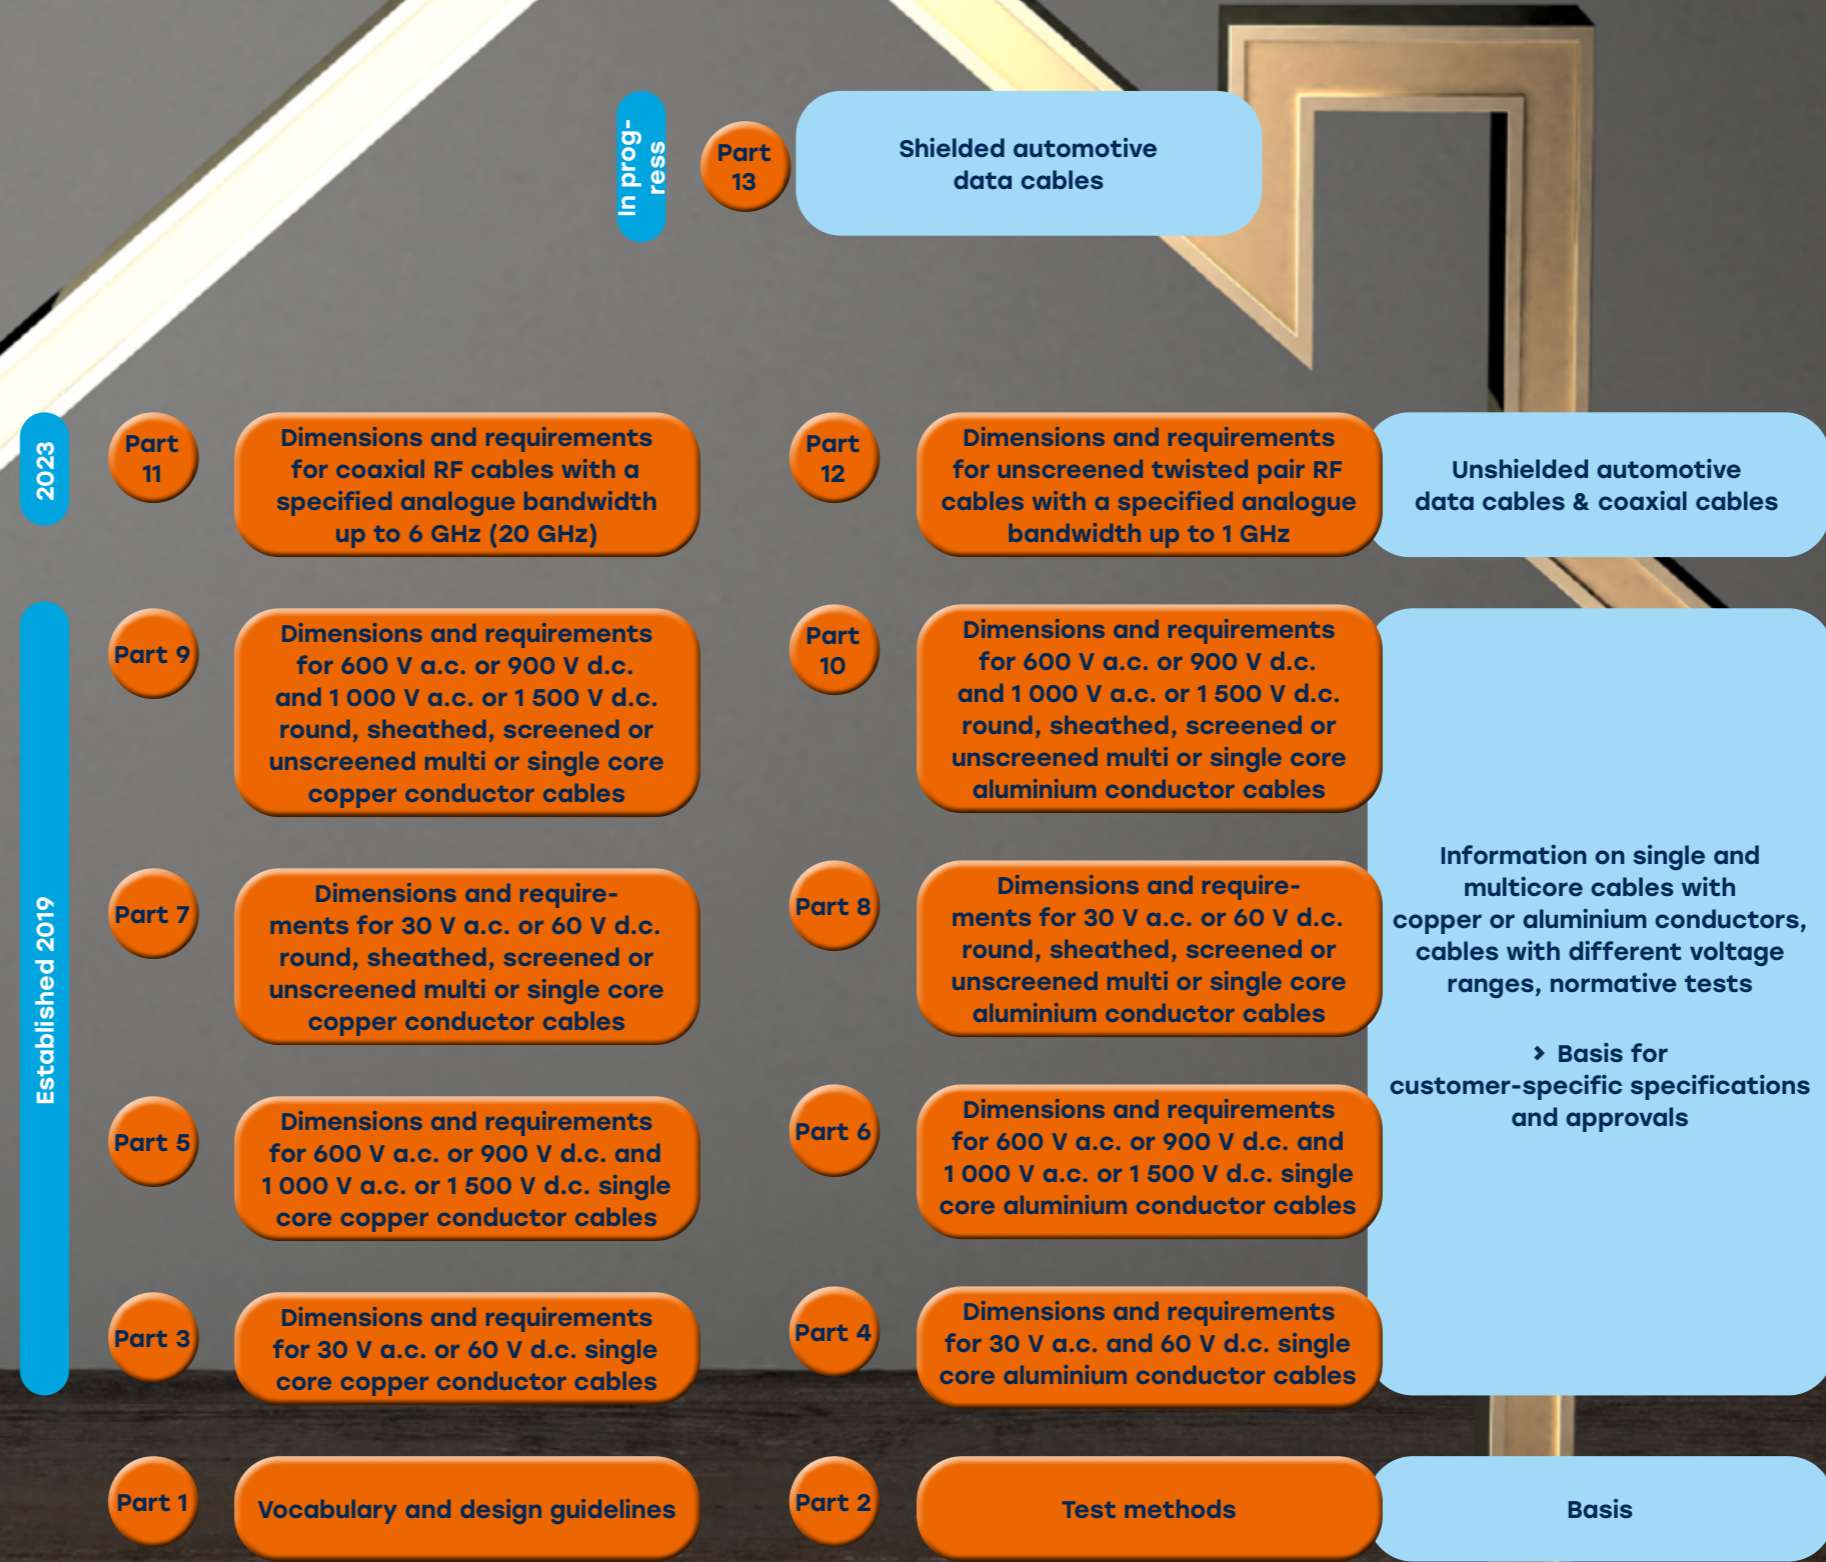 In prog-
ress
Part
13
Shielded automotive
data cables
2023
Part
11
Dimensions and requirements
for coaxial RF cables with a
specified analogue bandwidth
up to 6 GHz (20 GHz)
Part
12
Dimensions and requirements
for unscreened twisted pair RF
cables with a specified analogue
bandwidth up to 1 GHz
Unshielded automotive
data cables & coaxial cables
Established 2019
Part 9
Dimensions and requirements
for 600 V a.c. or 900 V d.c.
and 1 000 V a.c. or 1 500 V d.c.
round, sheathed, screened or
unscreened multi or single core
copper conductor cables
Part
10
Dimensions and requirements
for 600 V a.c. or 900 V d.c.
and 1 000 V a.c. or 1 500 V d.c.
round, sheathed, screened or
unscreened multi or single core
aluminium conductor cables
Part 7
Dimensions and require-
ments for 30 V a.c. or 60 V d.c.
round, sheathed, screened or
unscreened multi or single core
copper conductor cables
Part 8
Dimensions and require-
ments for 30 V a.c. or 60 V d.c.
round, sheathed, screened or
unscreened multi or single core
aluminium conductor cables
Information on single and
multicore cables with
copper or aluminium conductors,
cables with different voltage
ranges, normative tests
> Basis for
customer-specific specifications
and approvals
Part 5
Dimensions and requirements
for 600 V a.c. or 900 V d.c. and
1 000 V a.c. or 1 500 V d.c. single
core copper conductor cables
Part 6
Dimensions and requirements
for 600 V a.c. or 900 V d.c. and
1 000 V a.c. or 1 500 V d.c. single
core aluminium conductor cables
Part 3
Dimensions and requirements
for 30 V a.c. or 60 V d.c. single
core copper conductor cables
Part 4
Dimensions and requirements
for 30 V a.c. and 60 V d.c. single
core aluminium conductor cables
Part 1
Vocabulary and design guidelines
Part 2
Test methods
Basis